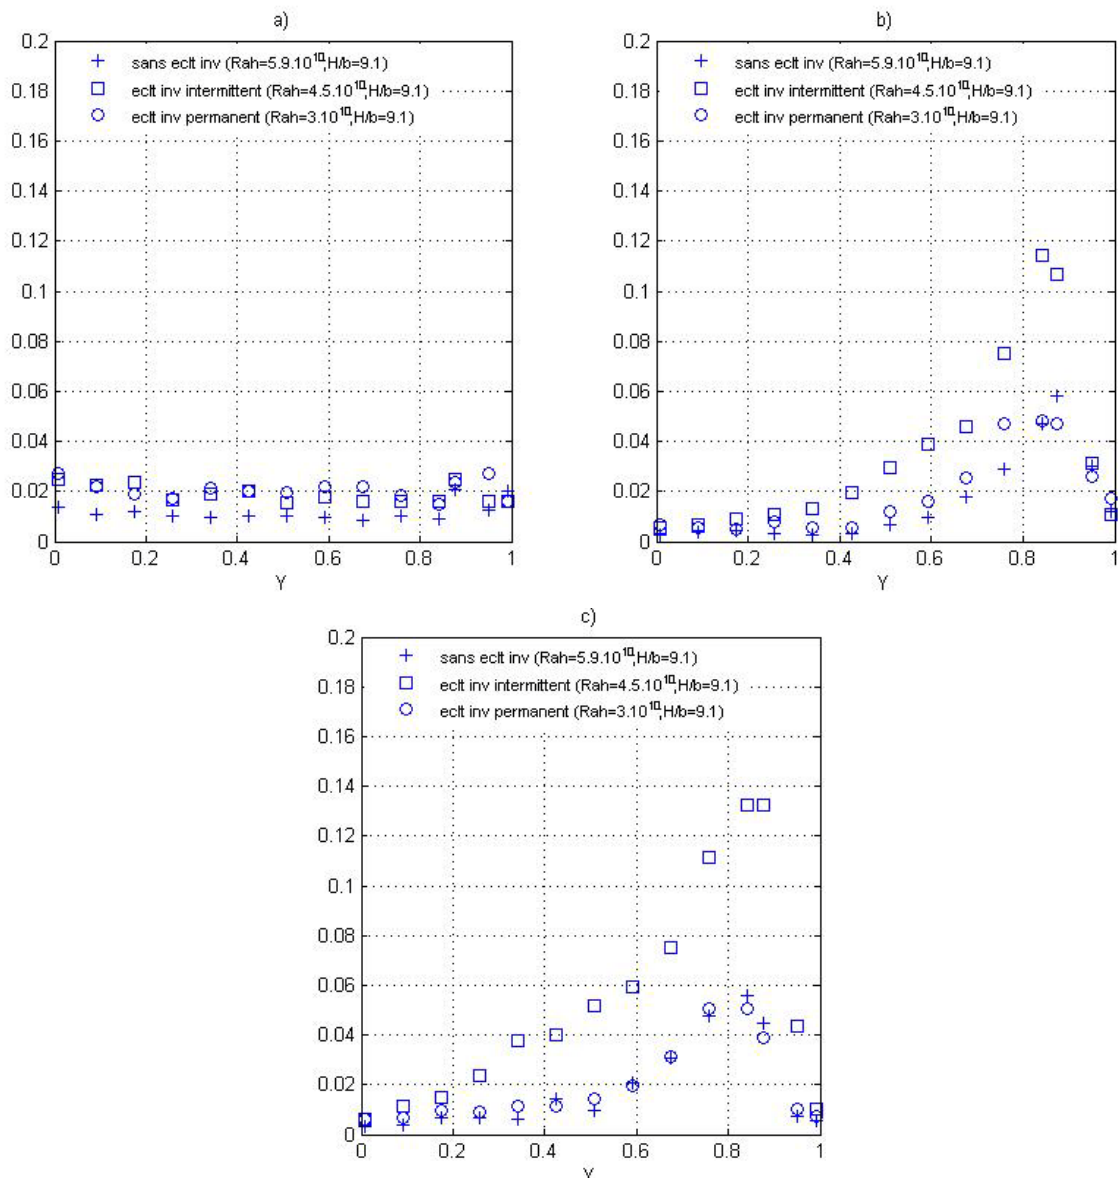 a)
0.2
0.18
0.16
0.14
0.12
0.1
0.08
0.06
0.04
0.02
0
+ sans eclt inv (Rah=5.9.10^10,H/b=9.1)
□ eclt inv intermittent (Rah=4.5.10^10,H/b=9.1)
○ eclt inv permanent (Rah=3.10^10,H/b=9.1)
0 0.2 0.4 0.6 0.8 1
Y
b)
0.2
0.18
0.16
0.14
0.12
0.1
0.08
0.06
0.04
0.02
0
+ sans eclt inv (Rah=5.9.10^10,H/b=9.1)
□ eclt inv intermittent (Rah=4.5.10^10,H/b=9.1)
○ eclt inv permanent (Rah=3.10^10,H/b=9.1)
0 0.2 0.4 0.6 0.8 1
Y
c)
0.2
0.18
0.16
0.14
0.12
0.1
0.08
0.06
0.04
0.02
0
+ sans eclt inv (Rah=5.9.10^10,H/b=9.1)
□ eclt inv intermittent (Rah=4.5.10^10,H/b=9.1)
○ eclt inv permanent (Rah=3.10^10,H/b=9.1)
0 0.2 0.4 0.6 0.8 1
Y